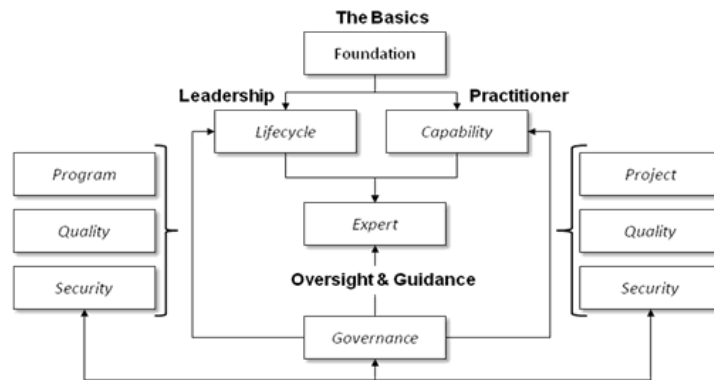 The Basics
Foundation
Leadership
Practitioner
Lifecycle
Capability
Program
Quality
Security
Expert
Project
Quality
Security
Oversight & Guidance
Governance